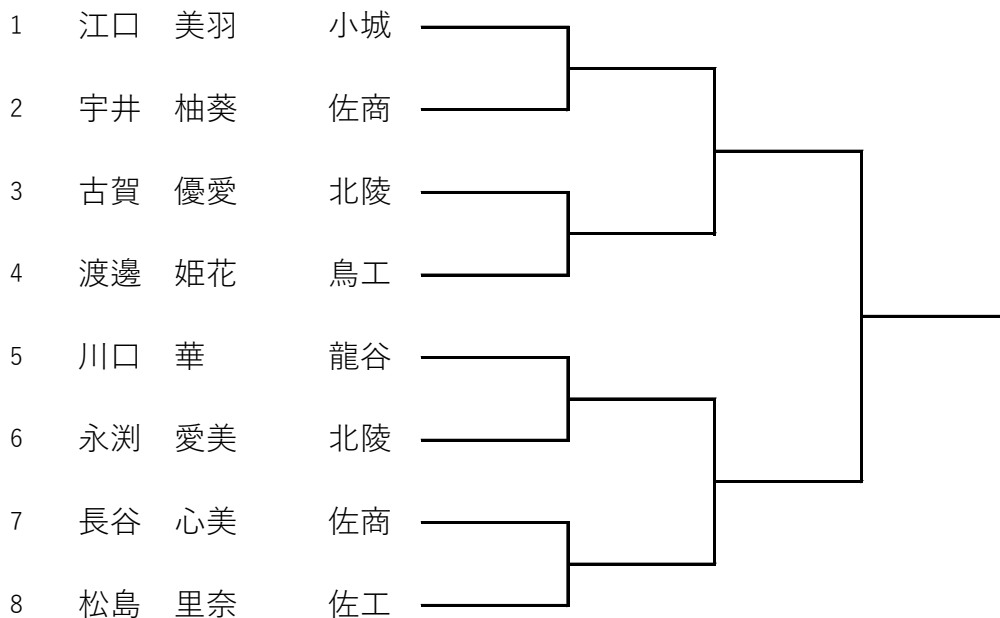 1 江口 美羽 小城
2 宇井 柚葵 佐商
3 古賀 優愛 北陵
4 渡邊 姫花 鳥工
5 川口 華 龍谷
6 永渕 愛美 北陵
7 長谷 心美 佐商
8 松島 里奈 佐工